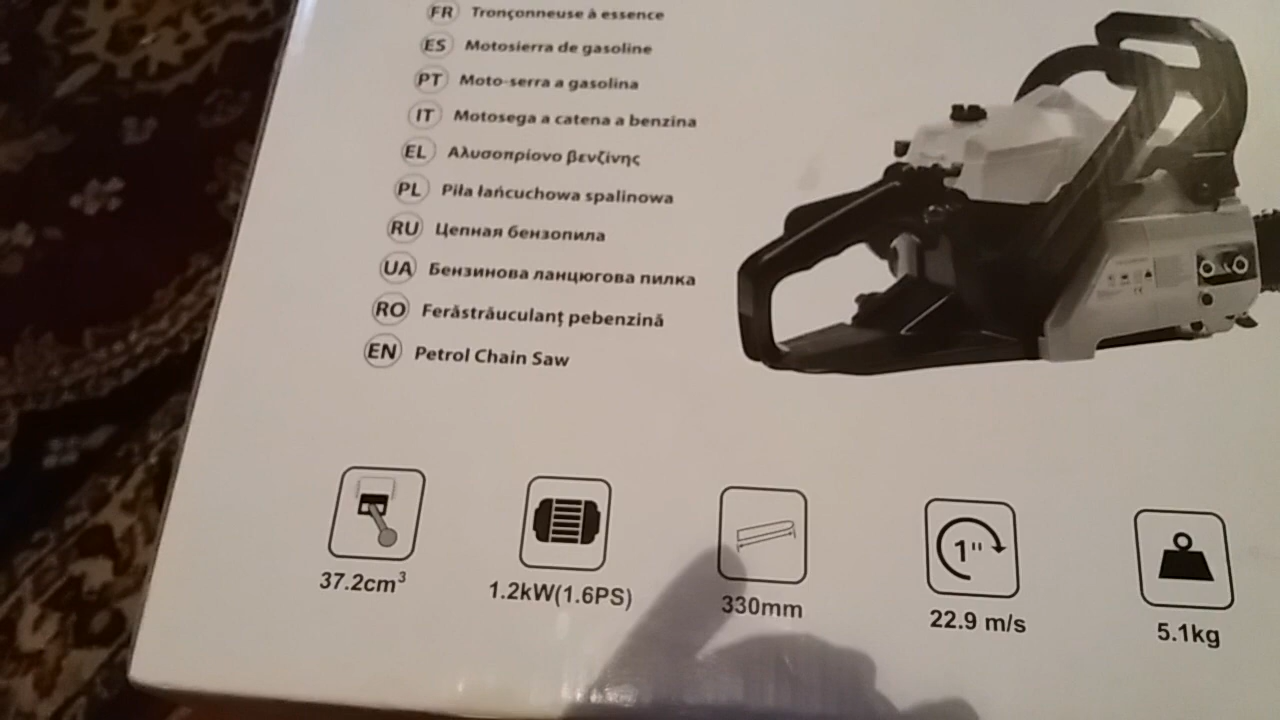 FR Tronçonneuse à essence
ES Motosierra de gasoline
PT Moto-serra a gasolina
IT Motosega a catena a benzina
EL Αλυσοπρίονο βενζίνης
PL Piła łańcuchowa spalinowa
RU Цепная бензопила
UA Бензинова ланцюгова пилка
RO Ferăstrăuculanţ pebenzină
EN Petrol Chain Saw
1"
37.2cm³
1.2kW(1.6PS)
330mm
22.9 m/s
5.1kg